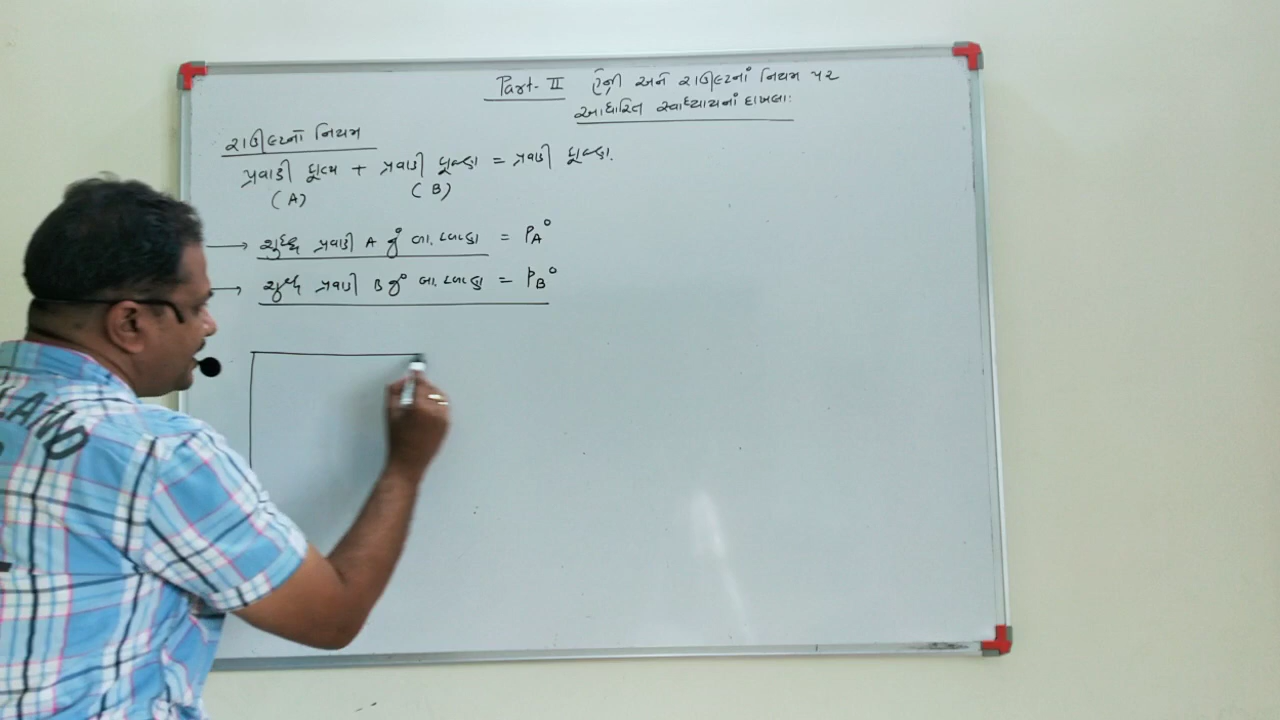 Part-II હેન્રી અને રાઉલ્ટનાં નિયમ પર
આધારિત સ્વાધ્યાયનાં દાખલા:
રાઉલ્ટનો નિયમ
પ્રવાહી દ્રાવ્ય + પ્રવાહી દ્રાવક = પ્રવાહી દ્રાવણ.
(A) (B)
→ શુદ્ધ પ્રવાહી A નું બા. દબાણ = PA°
→ શુદ્ધ પ્રવાહી B નું બા. દબાણ = PB°
LAND